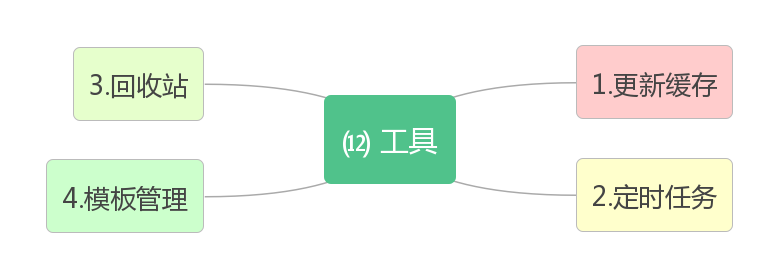 ⑿ 工具
1.更新缓存
2.定时任务
3.回收站
4.模板管理